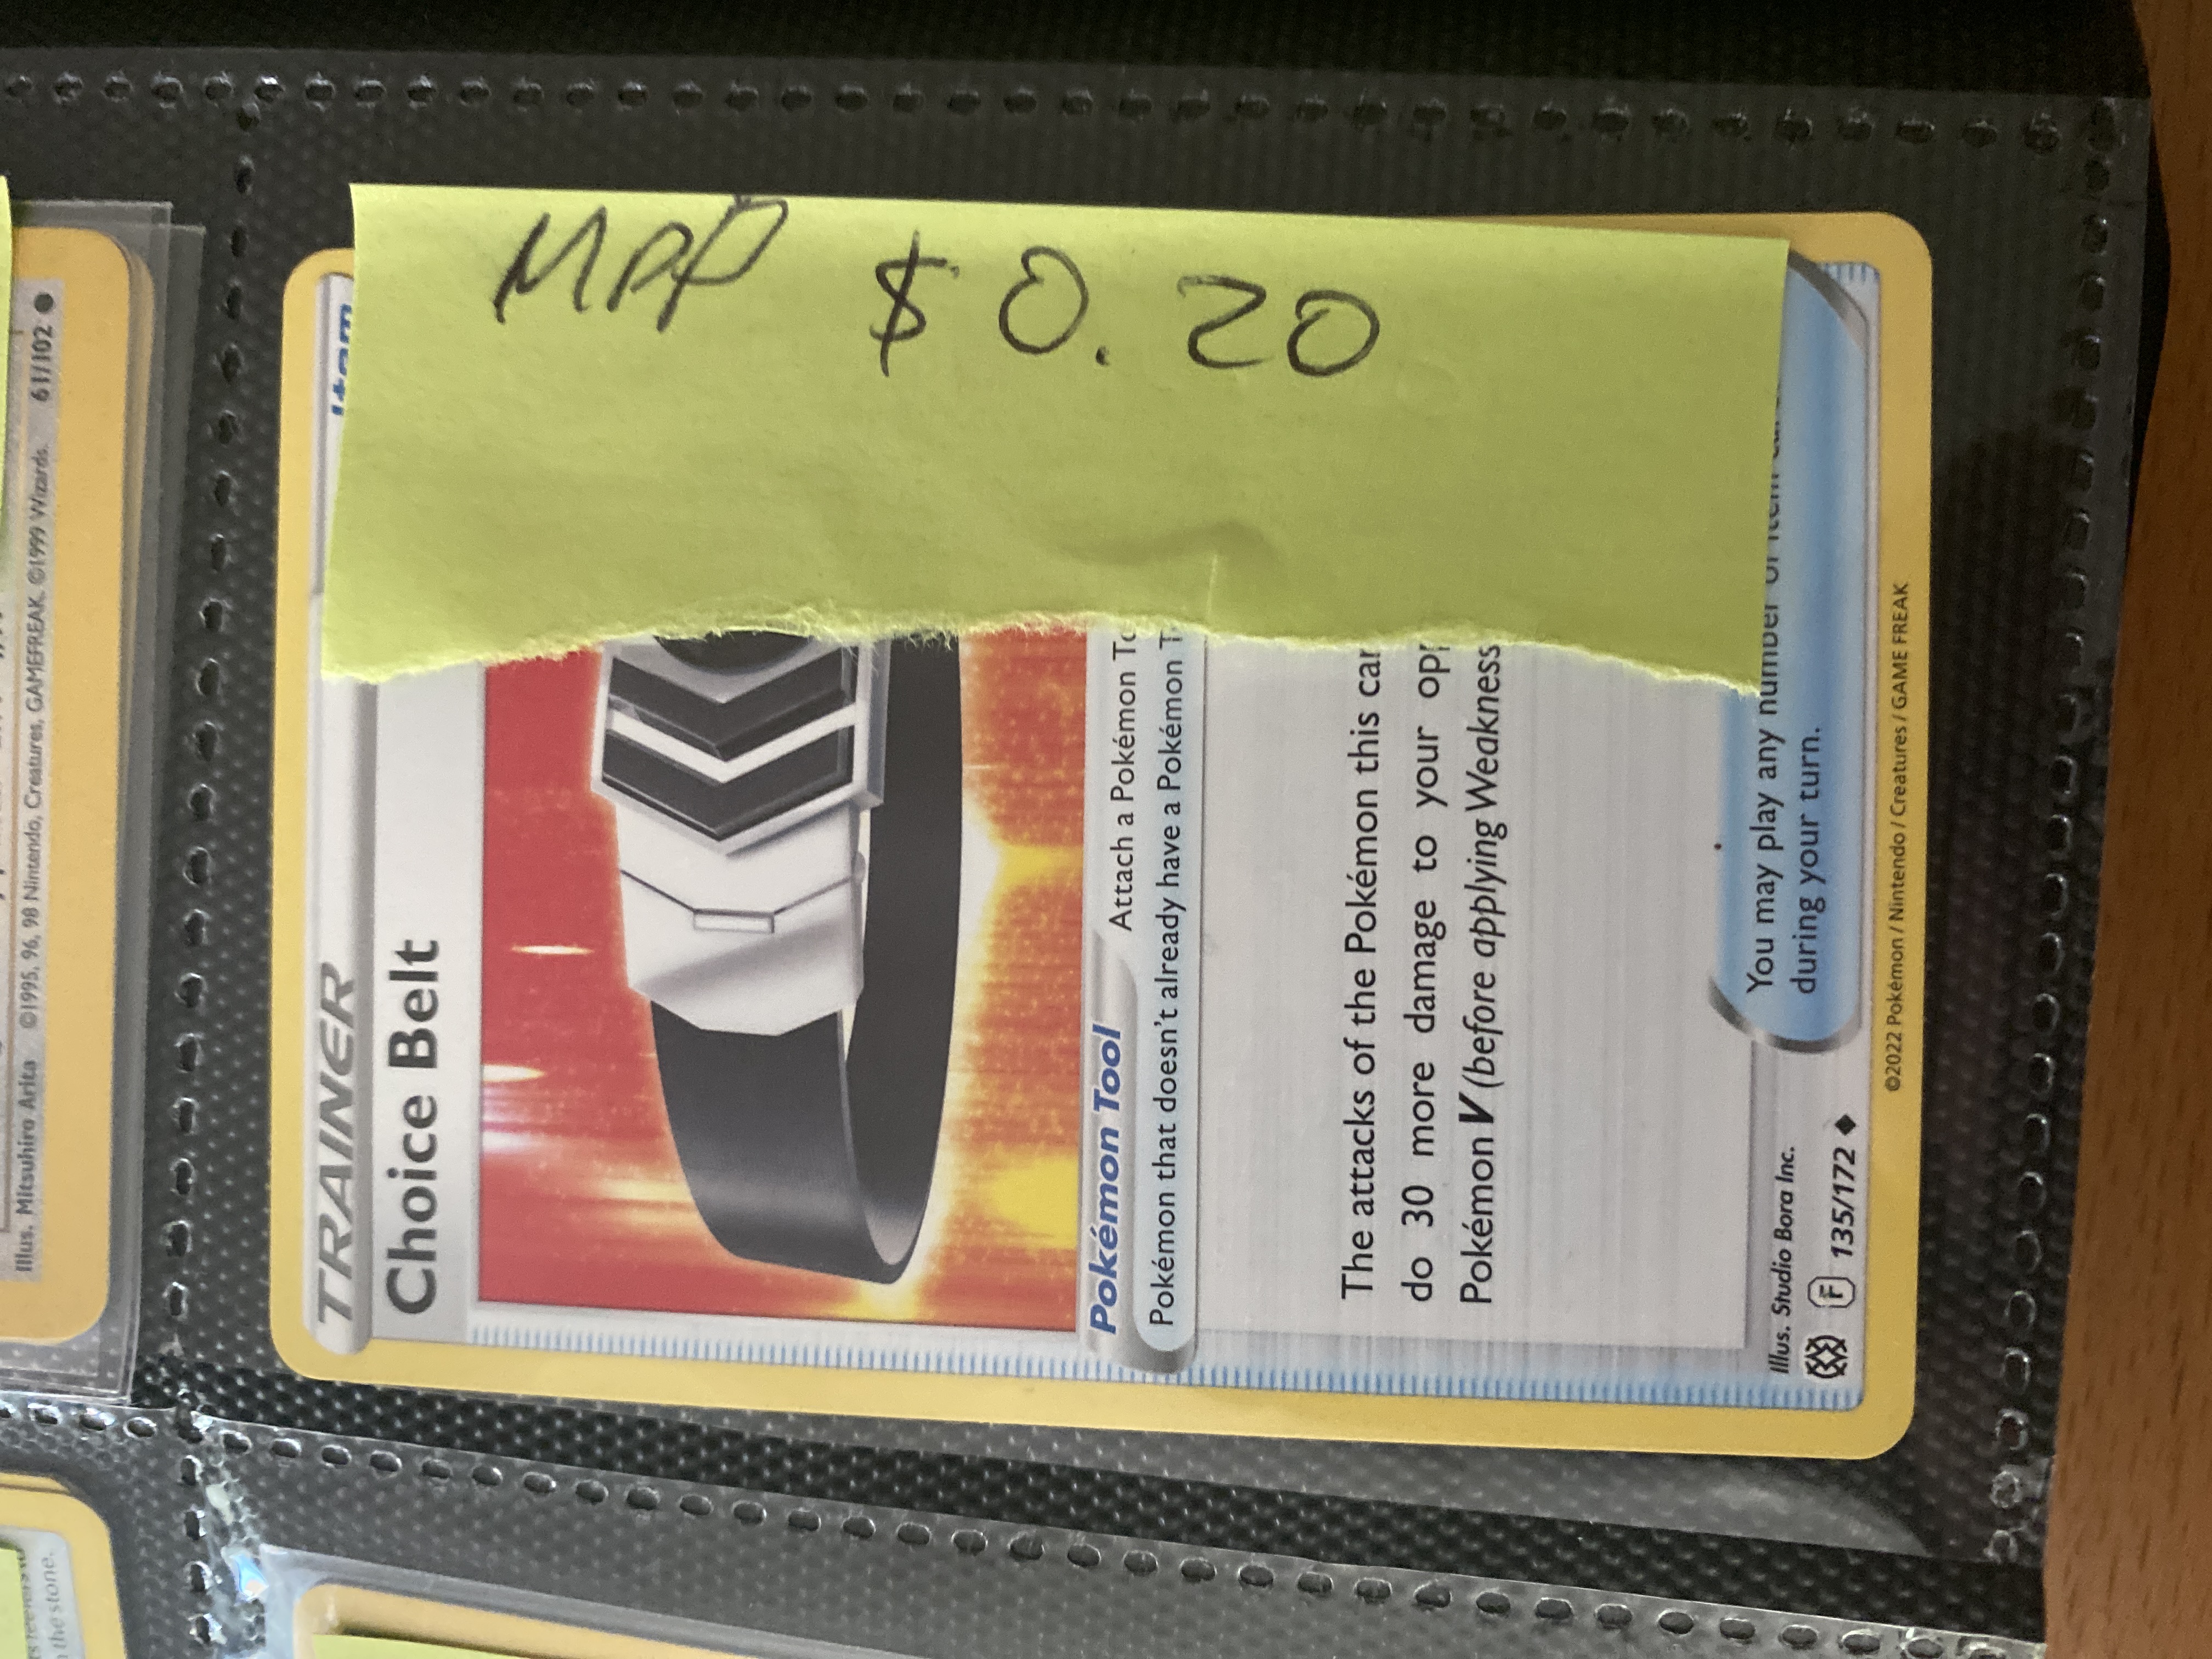 MPP $0.20
TRAINER
Item
Choice Belt
Pokémon Tool
Attach a Pokémon To
Pokémon that doesn't already have a Pokémon T
The attacks of the Pokémon this car
do 30 more damage to your opp
Pokémon V (before applying Weakness
You may play any number of Item
during your turn.
Illus. Studio Bora Inc.
F 135/172
©2022 Pokémon / Nintendo / Creatures / GAME FREAK
Illus. Mitsuhiro Arita ©1995, 96, 98 Nintendo, Creatures, GAMEFREAK. ©1999 Wizards. 61/102
the stone.